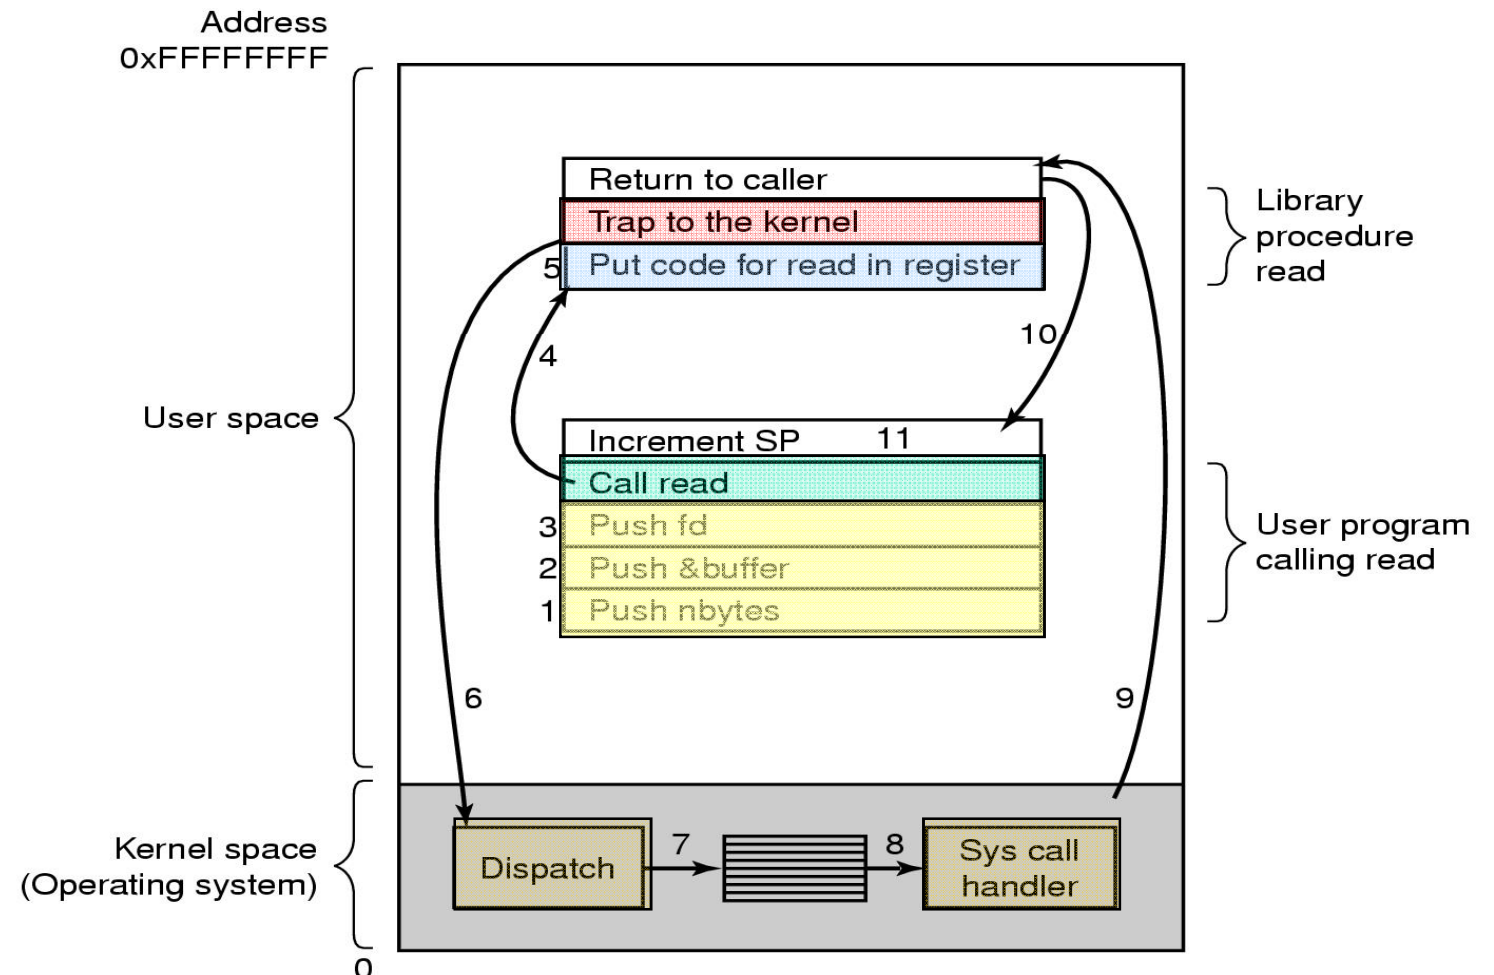 Address
0xFFFFFFFF
Return to caller
Trap to the kernel
5 Put code for read in register
Library
procedure
read
4
10
User space
Increment SP 11
Call read
3 Push fd
2 Push &buffer
1 Push nbytes
User program
calling read
6
9
Kernel space
(Operating system)
Dispatch
7
8
Sys call
handler
0